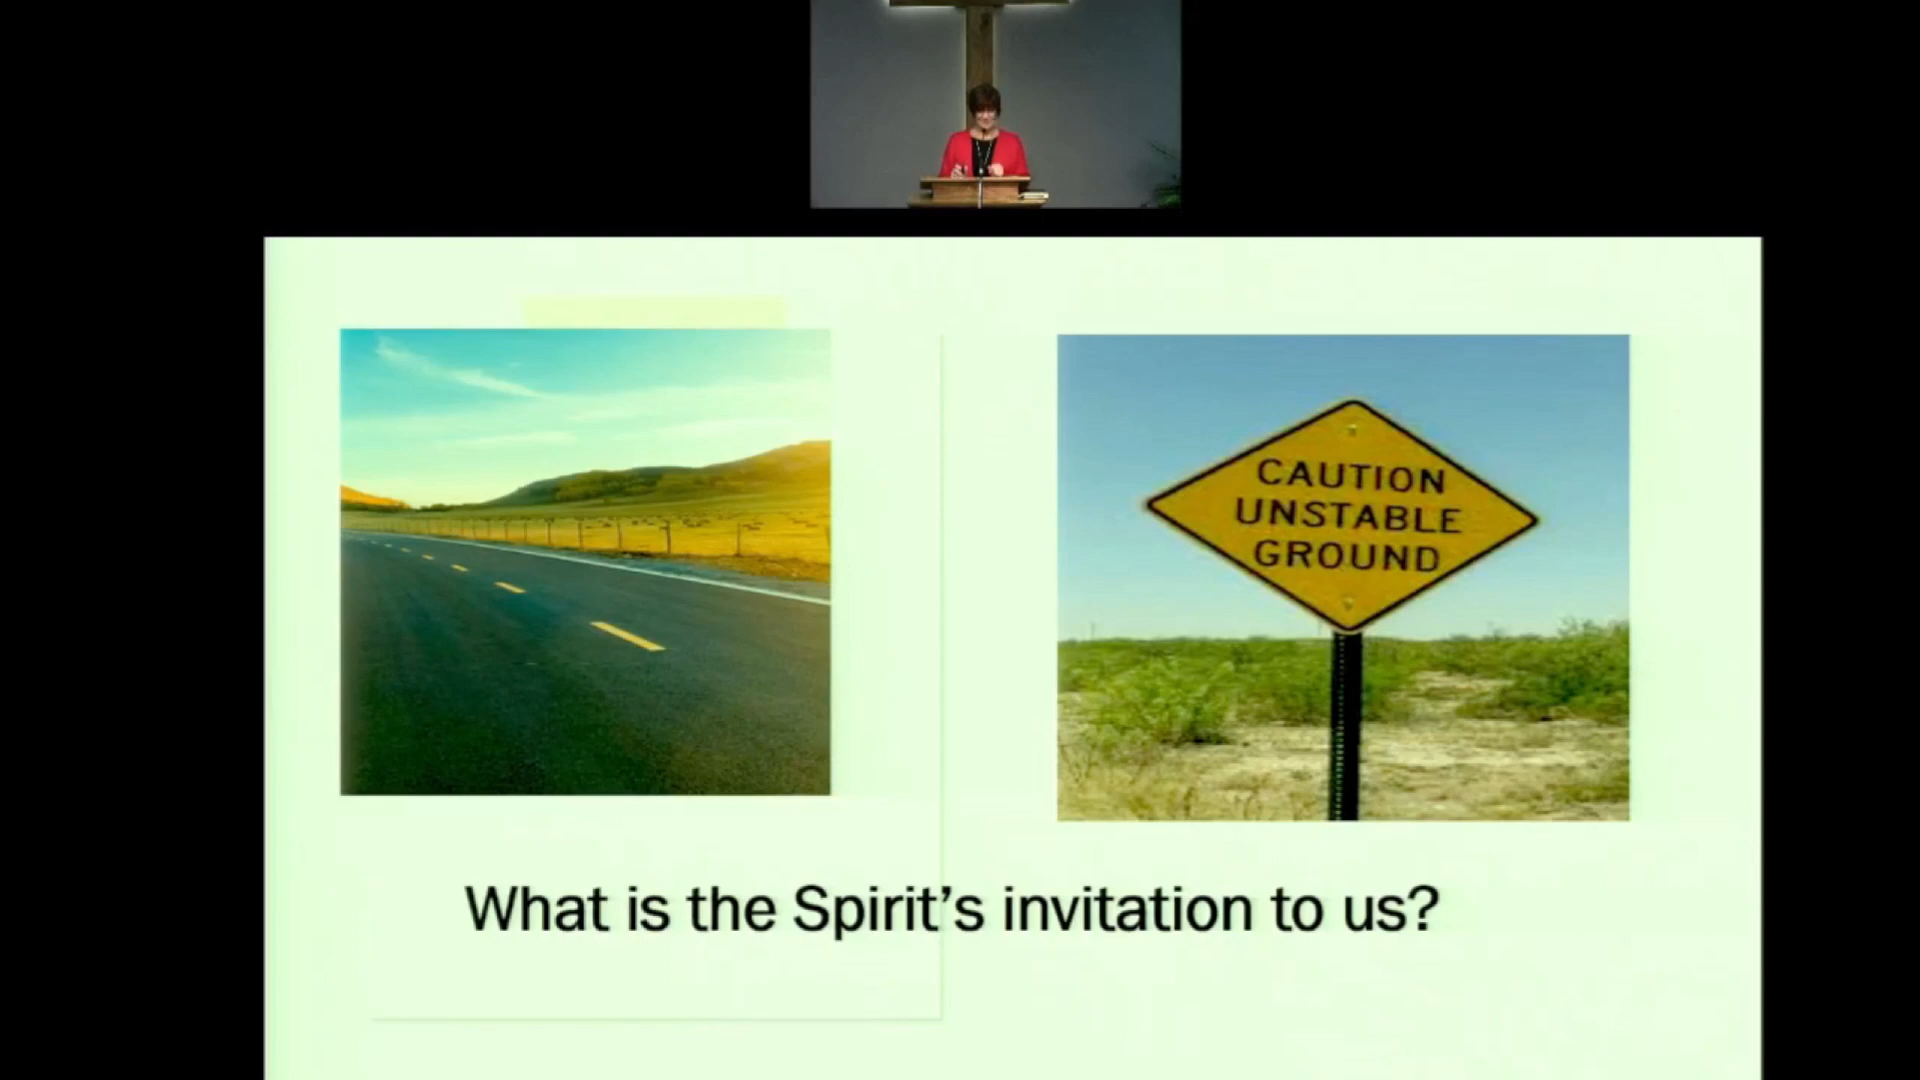 CAUTION
UNSTABLE
GROUND
What is the Spirit's invitation to us?